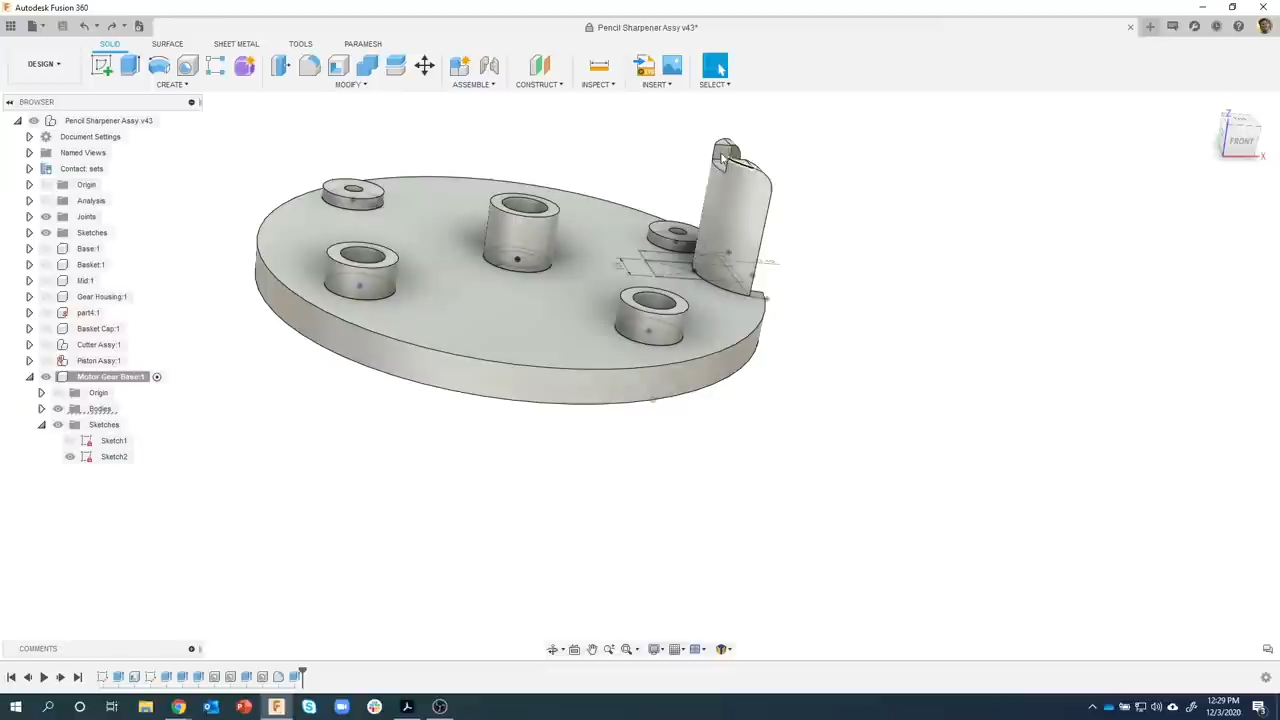 Autodesk Fusion 360
Pencil Sharpener Assy v43*
SOLID SURFACE SHEET METAL TOOLS PARAMESH
DESIGN
CREATE MODIFY ASSEMBLE CONSTRUCT INSPECT INSERT SELECT
BROWSER
Pencil Sharpener Assy v43
Document Settings
Named Views
Contact: sets
Origin
Analysis
Joints
Sketches
Base:1
Basket:1
Mid:1
Gear Housing:1
part4:1
Basket Cap:1
Cutter Assy:1
Piston Assy:1
Motor Gear Base:1
Origin
Bodies
Sketches
Sketch1
Sketch2
Z
FRONT
X
COMMENTS
12:29 PM
12/3/2020